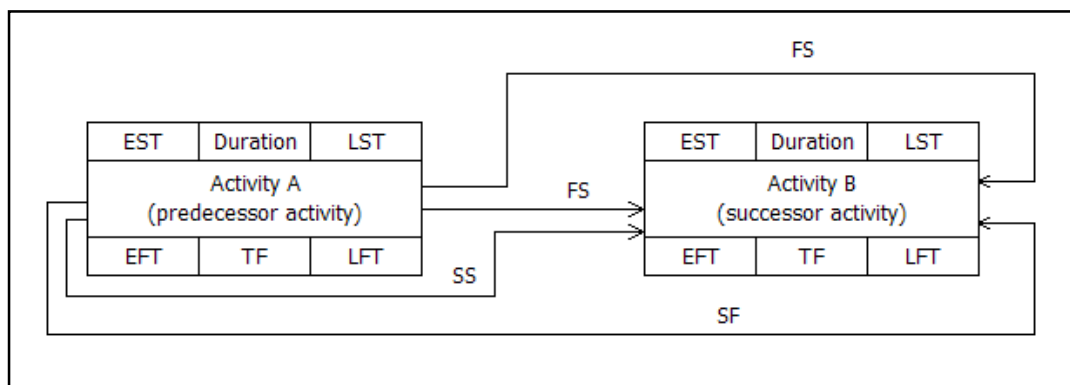 FS
EST Duration LST
Activity A
(predecessor activity)
EFT TF LFT
FS
SS
EST Duration LST
Activity B
(successor activity)
EFT TF LFT
SF